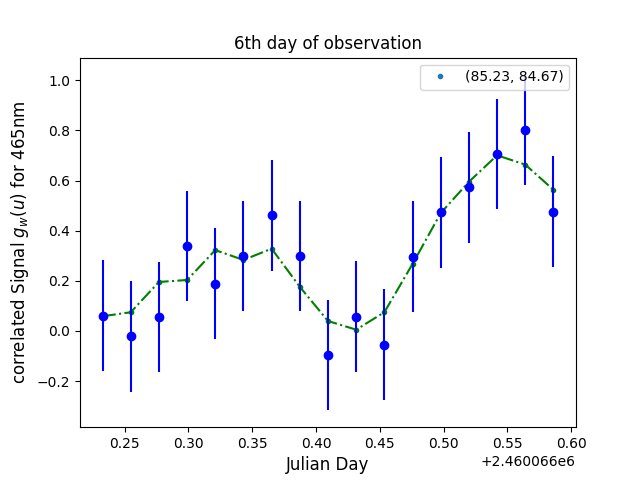 6th day of observation
(85.23, 84.67)
correlated Signal g_w(u) for 465nm
1.0
0.8
0.6
0.4
0.2
0.0
−0.2
0.25 0.30 0.35 0.40 0.45 0.50 0.55 0.60
+2.460066e6
Julian Day